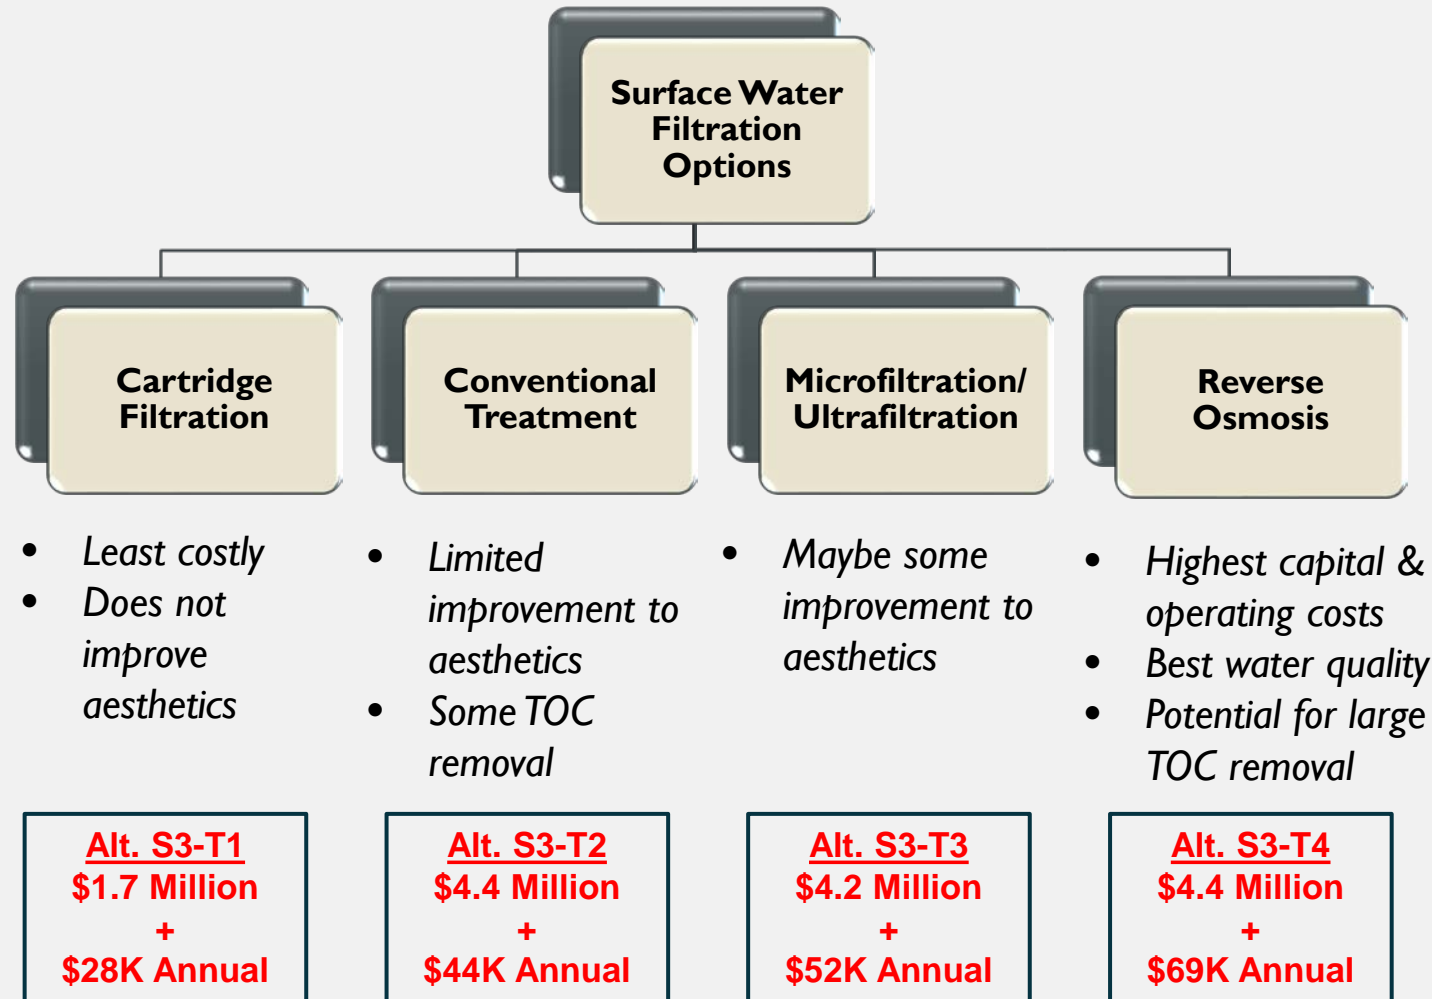 Surface Water
Filtration
Options
Cartridge
Filtration
Conventional
Treatment
Microfiltration/
Ultrafiltration
Reverse
Osmosis
• Least costly
• Does not
improve
aesthetics
• Limited
improvement to
aesthetics
• Some TOC
removal
• Maybe some
improvement to
aesthetics
• Highest capital &
operating costs
• Best water quality
• Potential for large
TOC removal
Alt. S3-T1
$1.7 Million
+
$28K Annual
Alt. S3-T2
$4.4 Million
+
$44K Annual
Alt. S3-T3
$4.2 Million
+
$52K Annual
Alt. S3-T4
$4.4 Million
+
$69K Annual